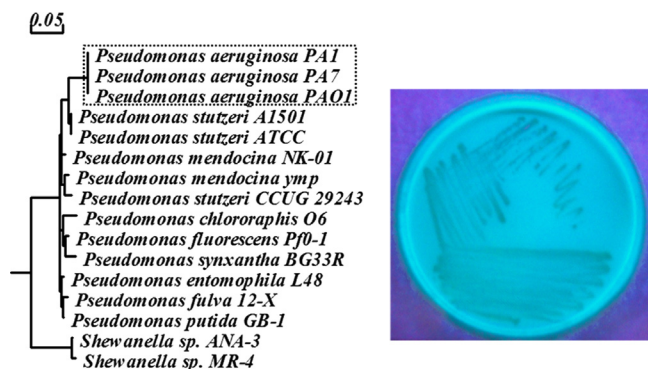 0.05
Pseudomonas aeruginosa PA1
Pseudomonas aeruginosa PA7
Pseudomonas aeruginosa PAO1
Pseudomonas stutzeri A1501
Pseudomonas stutzeri ATCC
Pseudomonas mendocina NK-01
Pseudomonas mendocina ymp
Pseudomonas stutzeri CCUG 29243
Pseudomonas chlororaphis O6
Pseudomonas fluorescens Pf0-1
Pseudomonas synxantha BG33R
Pseudomonas entomophila L48
Pseudomonas fulva 12-X
Pseudomonas putida GB-1
Shewanella sp. ANA-3
Shewanella sp. MR-4